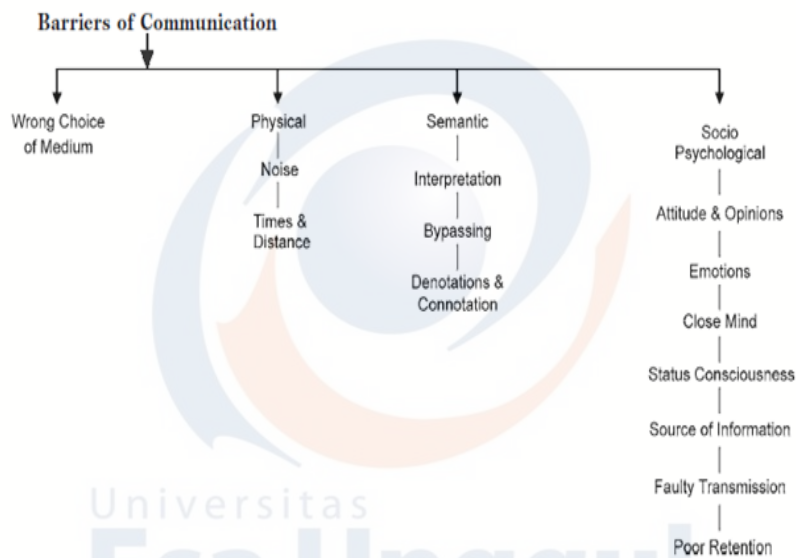 Barriers of Communication
Wrong Choice
of Medium
Physical
Noise
Times &
Distance
Semantic
Interpretation
Bypassing
Denotations &
Connotation
Socio
Psychological
Attitude & Opinions
Emotions
Close Mind
Status Consciousness
Source of Information
Faulty Transmission
Poor Retention
Universitas